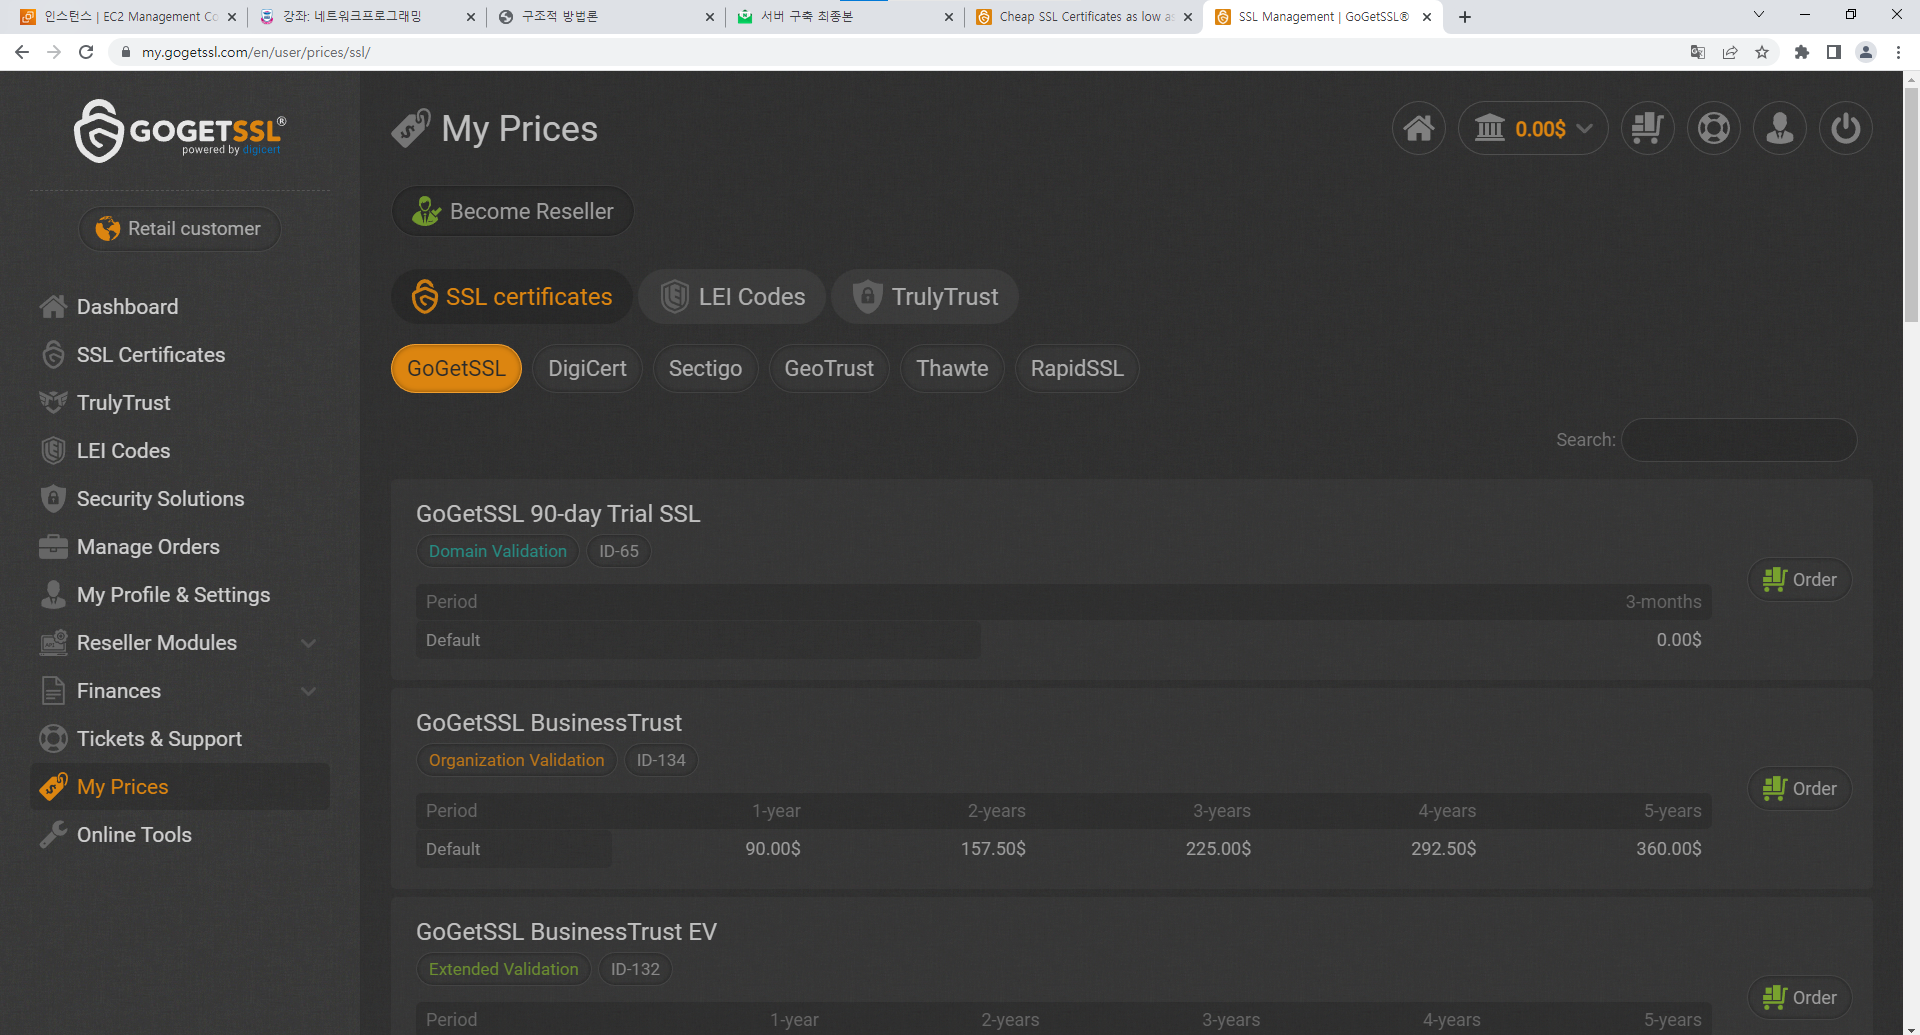 인스턴스 | EC2 Management Co
강좌: 네트워크프로그래밍
구조적 방법론
서버 구축 최종본
Cheap SSL Certificates as low as
SSL Management | GoGetSSL®
my.gogetssl.com/en/user/prices/ssl/
GOGETSSL®
powered by digicert
Retail customer
Dashboard
SSL Certificates
TrulyTrust
LEI Codes
Security Solutions
Manage Orders
My Profile & Settings
Reseller Modules
Finances
Tickets & Support
My Prices
Online Tools
My Prices
0.00$
Become Reseller
SSL certificates LEI Codes TrulyTrust
GoGetSSL DigiCert Sectigo GeoTrust Thawte RapidSSL
Search:
GoGetSSL 90-day Trial SSL
Domain Validation ID-65
Period 3-months
Default 0.00$
Order
GoGetSSL BusinessTrust
Organization Validation ID-134
Period 1-year 2-years 3-years 4-years 5-years
Default 90.00$ 157.50$ 225.00$ 292.50$ 360.00$
Order
GoGetSSL BusinessTrust EV
Extended Validation ID-132
Period 1-year 2-years 3-years 4-years 5-years
Order